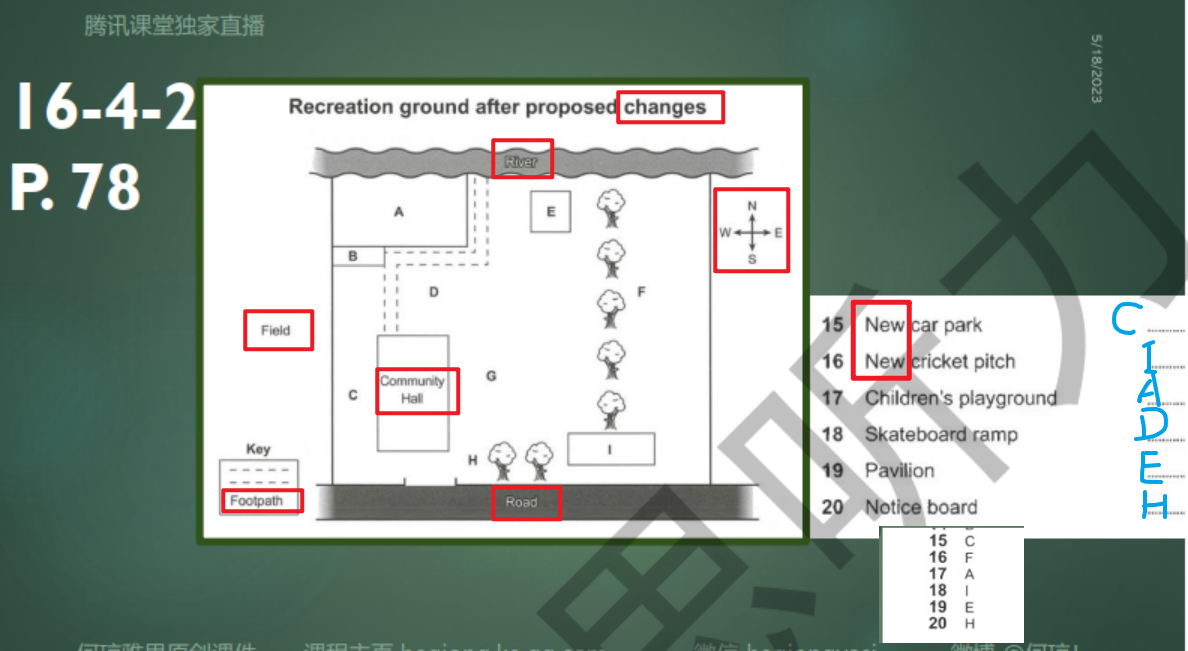 腾讯课堂独家直播
5/18/2023
16-4-2
P. 78
Recreation ground after proposed changes
River
A
E
N
W E
S
B
D
F
Field
Community
Hall
G
C
Key
H
I
Footpath
Road
15 New car park C
16 New cricket pitch I
17 Children's playground A
18 Skateboard ramp D
19 Pavilion E
20 Notice board H
15 C
16 F
17 A
18 I
19 E
20 H
听力